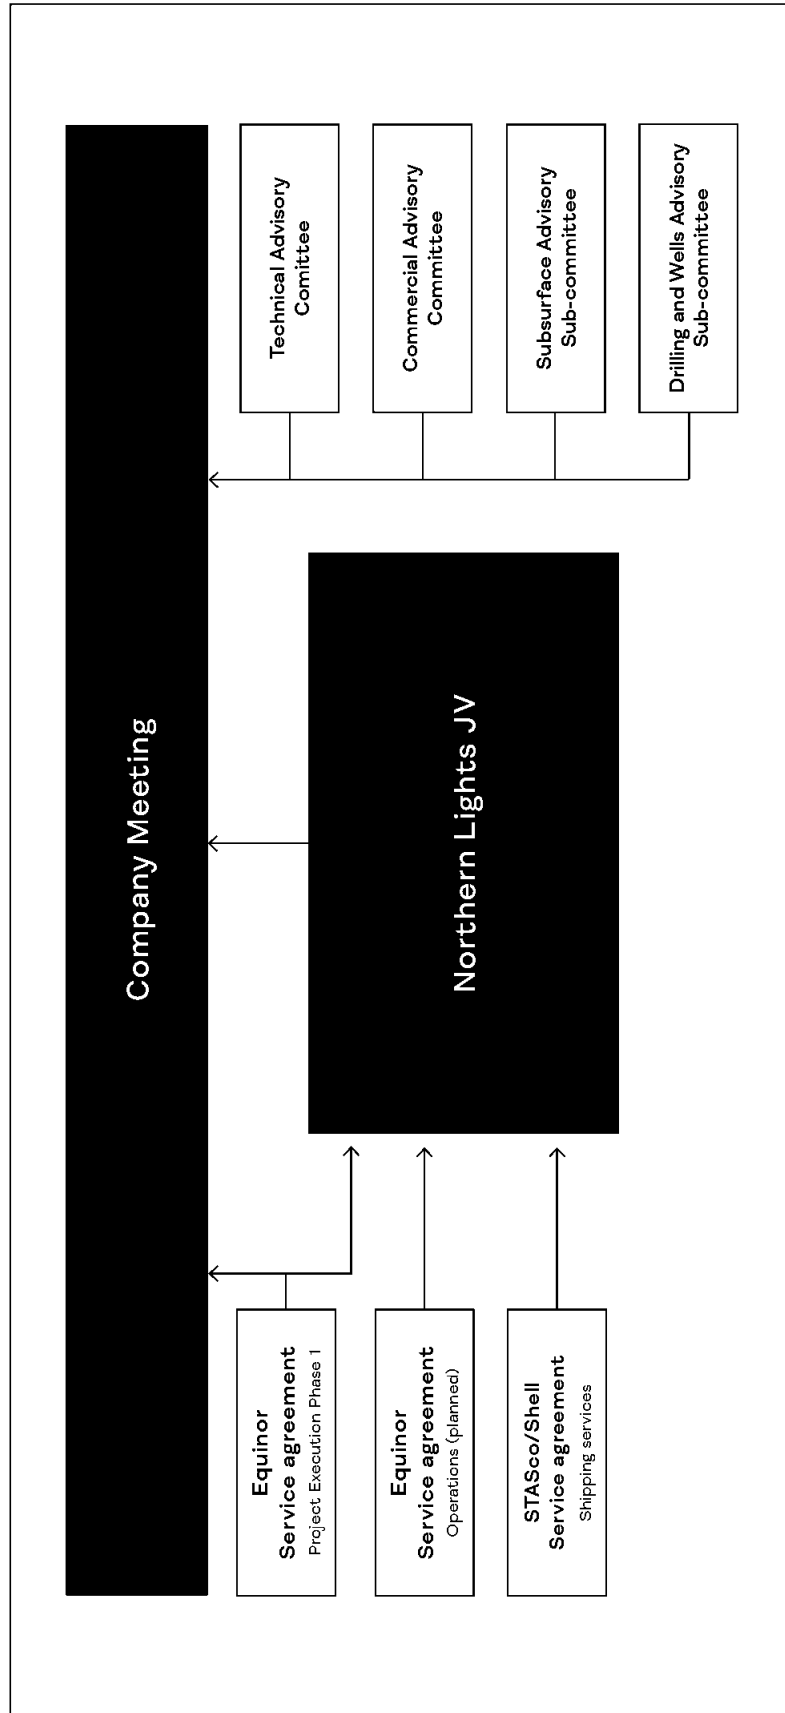 Company Meeting
Equinor
Service agreement
Project Execution Phase 1
Equinor
Service agreement
Operations (planned)
STASco/Shell
Service agreement
Shipping services
Northern Lights JV
Technical Advisory
Comittee
Commercial Advisory
Committee
Subsurface Advisory
Sub-committee
Drilling and Wells Advisory
Sub-committee